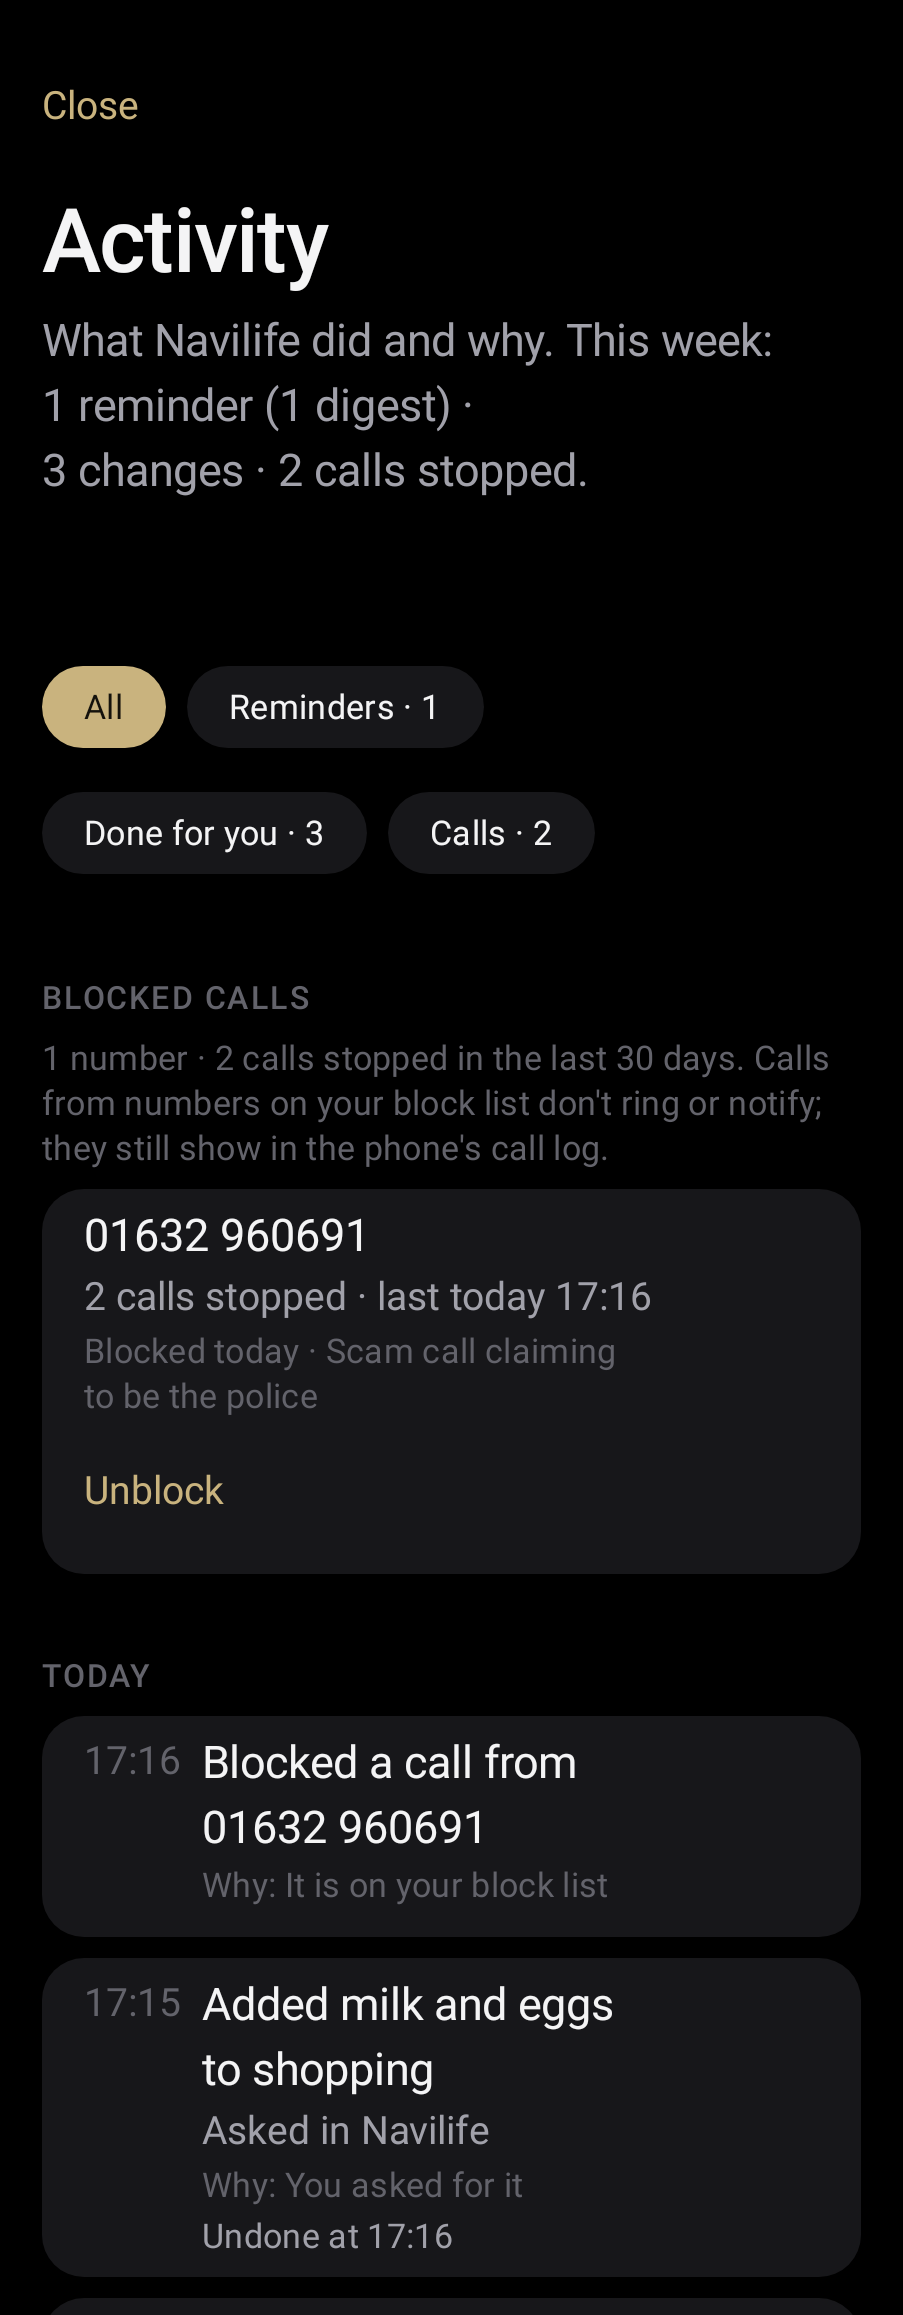 Close
Activity
What Navilife did and why. This week:
1 reminder (1 digest) ·
3 changes · 2 calls stopped.
All
Reminders · 1
Done for you · 3
Calls · 2
BLOCKED CALLS
1 number · 2 calls stopped in the last 30 days. Calls
from numbers on your block list don't ring or notify;
they still show in the phone's call log.
01632 960691
2 calls stopped · last today 17:16
Blocked today · Scam call claiming
to be the police
Unblock
TODAY
17:16 Blocked a call from
01632 960691
Why: It is on your block list
17:15 Added milk and eggs
to shopping
Asked in Navilife
Why: You asked for it
Undone at 17:16